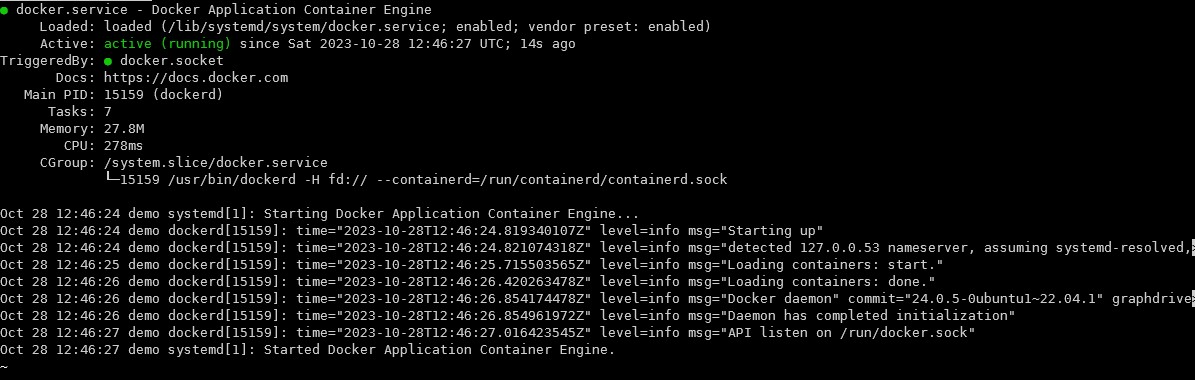 ● docker.service - Docker Application Container Engine
Loaded: loaded (/lib/systemd/system/docker.service; enabled; vendor preset: enabled)
Active: active (running) since Sat 2023-10-28 12:46:27 UTC; 14s ago
TriggeredBy: ● docker.socket
Docs: https://docs.docker.com
Main PID: 15159 (dockerd)
Tasks: 7
Memory: 27.8M
CPU: 278ms
CGroup: /system.slice/docker.service
└─15159 /usr/bin/dockerd -H fd:// --containerd=/run/containerd/containerd.sock
Oct 28 12:46:24 demo systemd[1]: Starting Docker Application Container Engine...
Oct 28 12:46:24 demo dockerd[15159]: time="2023-10-28T12:46:24.819340107Z" level=info msg="Starting up"
Oct 28 12:46:24 demo dockerd[15159]: time="2023-10-28T12:46:24.821074318Z" level=info msg="detected 127.0.0.53 nameserver, assuming systemd-resolved,>
Oct 28 12:46:25 demo dockerd[15159]: time="2023-10-28T12:46:25.715503565Z" level=info msg="Loading containers: start."
Oct 28 12:46:26 demo dockerd[15159]: time="2023-10-28T12:46:26.420263478Z" level=info msg="Loading containers: done."
Oct 28 12:46:26 demo dockerd[15159]: time="2023-10-28T12:46:26.854174478Z" level=info msg="Docker daemon" commit="24.0.5-0ubuntu1~22.04.1" graphdrive>
Oct 28 12:46:26 demo dockerd[15159]: time="2023-10-28T12:46:26.854961972Z" level=info msg="Daemon has completed initialization"
Oct 28 12:46:27 demo dockerd[15159]: time="2023-10-28T12:46:27.016423545Z" level=info msg="API listen on /run/docker.sock"
Oct 28 12:46:27 demo systemd[1]: Started Docker Application Container Engine.
~